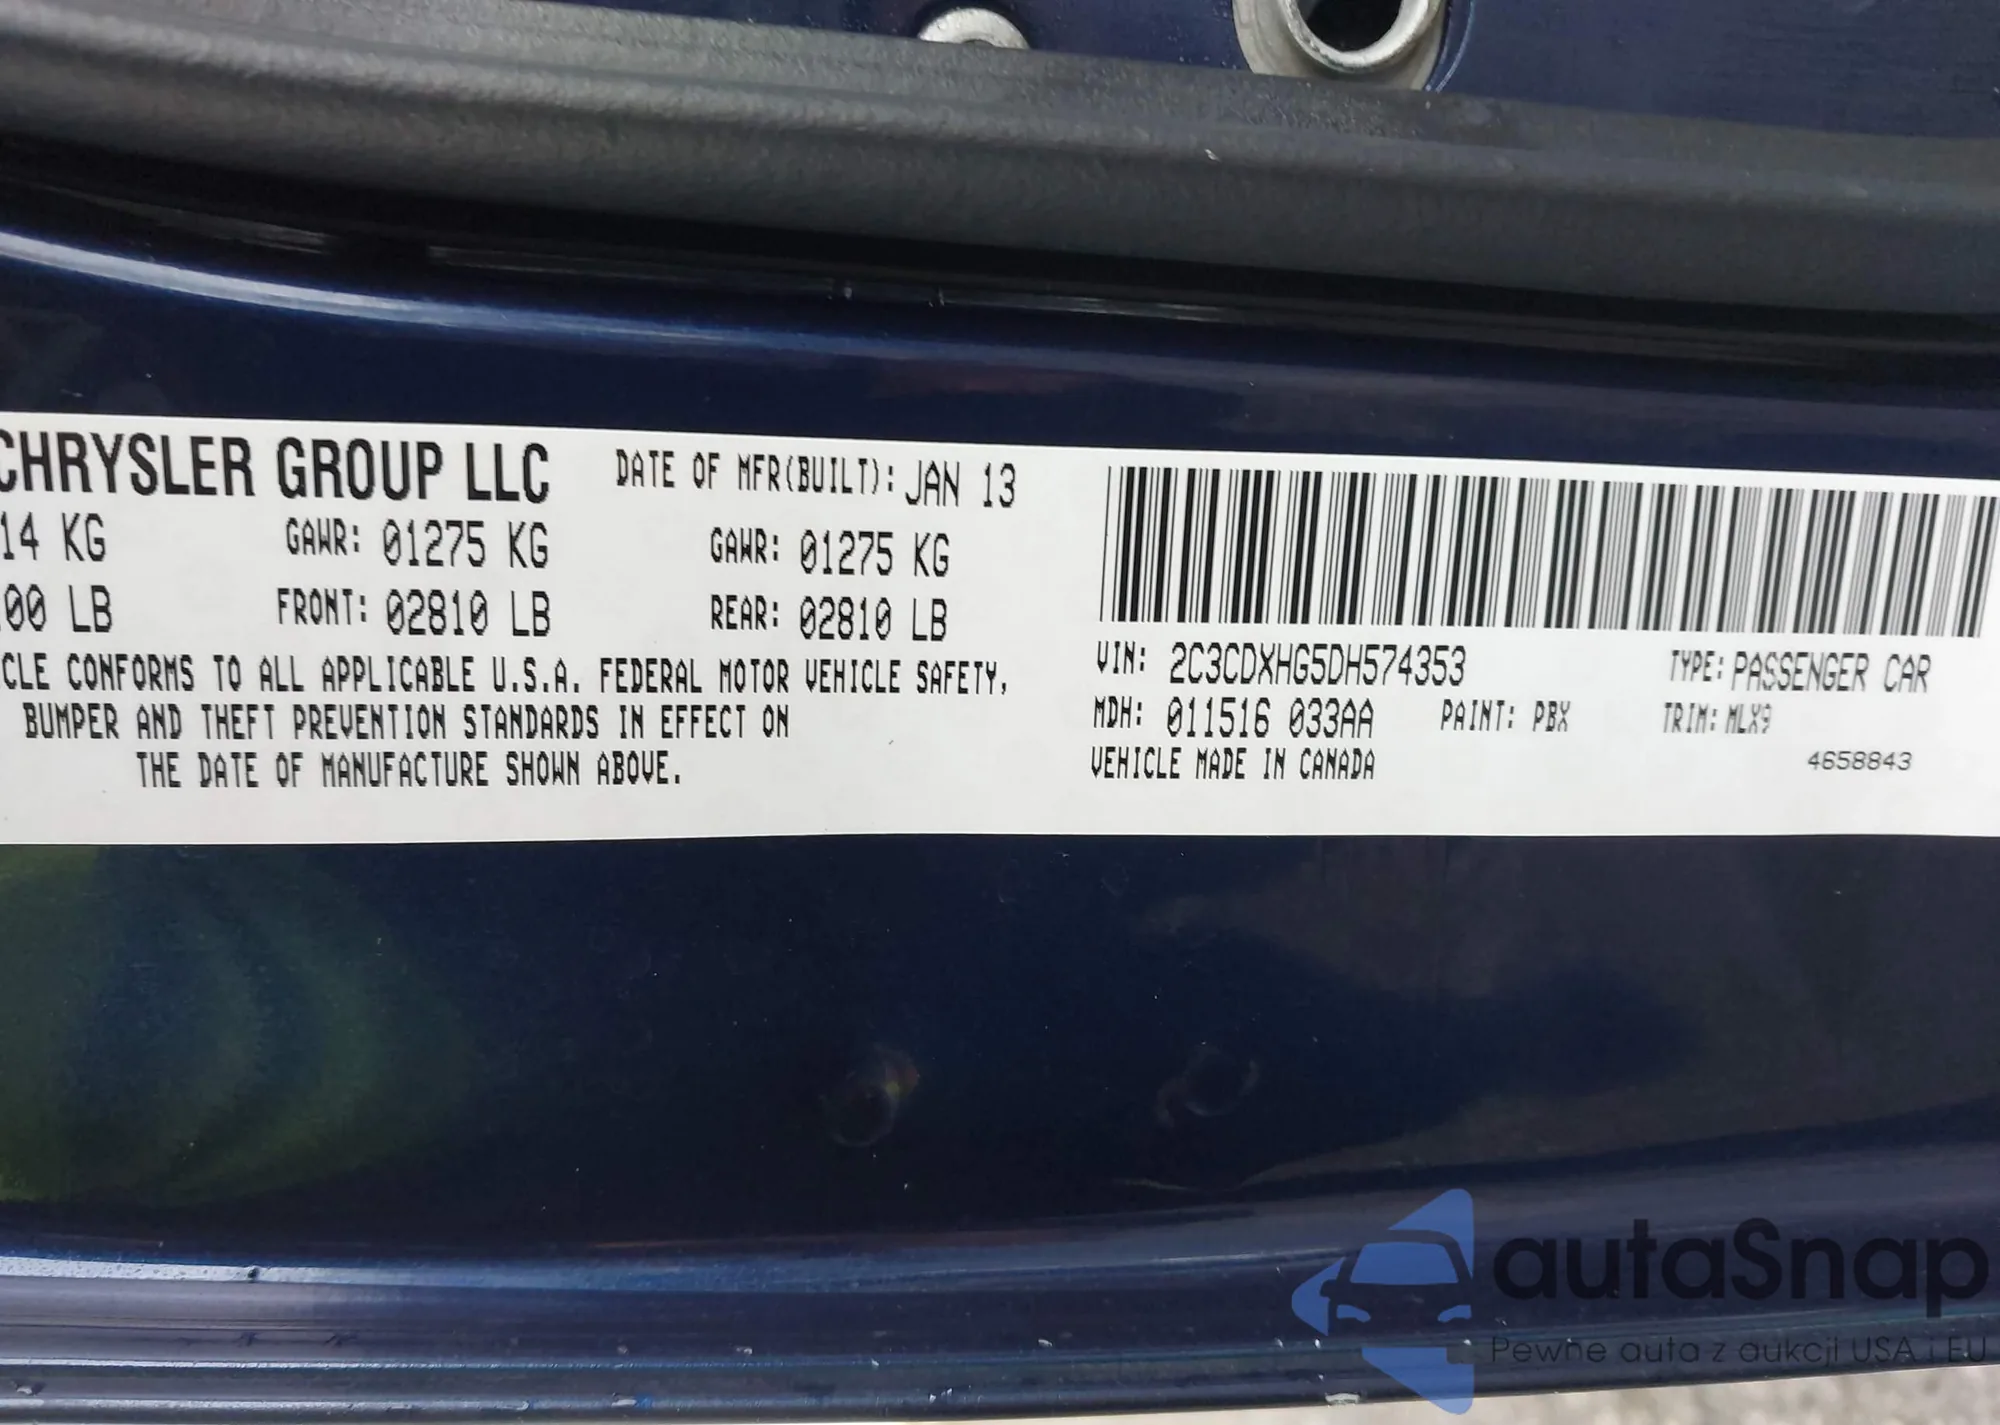 CHRYSLER GROUP LLC DATE OF MFR(BUILT): JAN 13
14 KG GAWR: 01275 KG GAWR: 01275 KG
00 LB FRONT: 02810 LB REAR: 02810 LB
CLE CONFORMS TO ALL APPLICABLE U.S.A. FEDERAL MOTOR VEHICLE SAFETY,
BUMPER AND THEFT PREVENTION STANDARDS IN EFFECT ON
THE DATE OF MANUFACTURE SHOWN ABOVE.
VIN: 2C3CDXHG5DH574353 TYPE: PASSENGER CAR
MDH: 011516 033AA PAINT: PBX TRIM: MLX9
VEHICLE MADE IN CANADA 4658843
autaSnap
Pewne auta z aukcji USA i EU